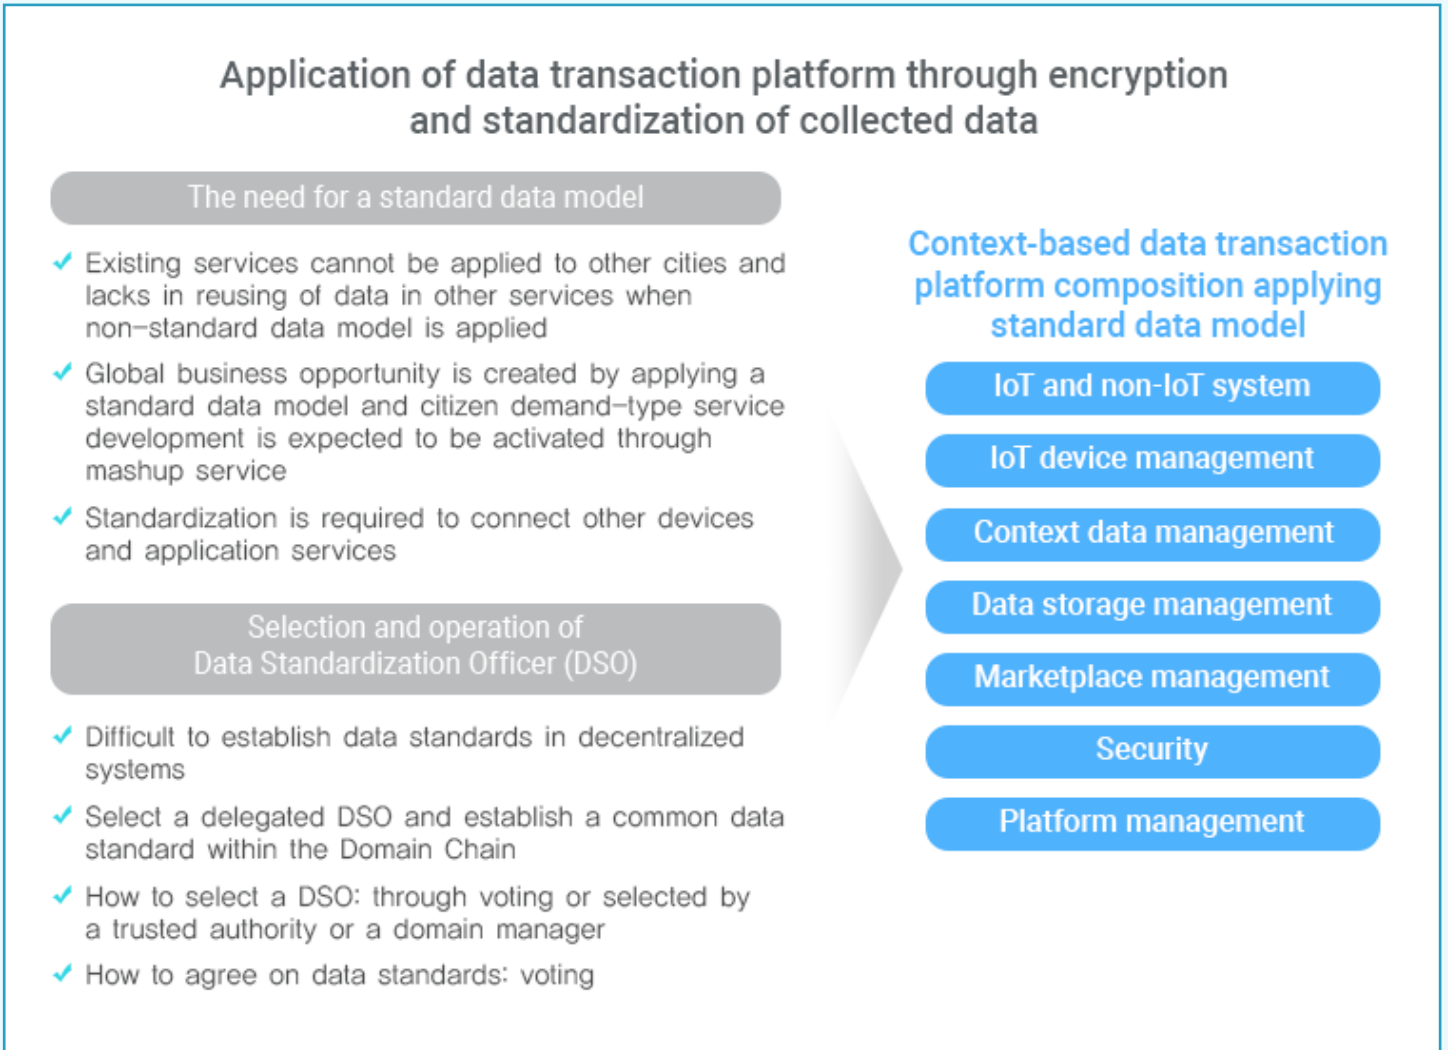 Application of data transaction platform through encryption
and standardization of collected data
The need for a standard data model
Existing services cannot be applied to other cities and
lacks in reusing of data in other services when
non-standard data model is applied
Global business opportunity is created by applying a
standard data model and citizen demand-type service
development is expected to be activated through
mashup service
Standardization is required to connect other devices
and application services
Selection and operation of
Data Standardization Officer (DSO)
Difficult to establish data standards in decentralized
systems
Select a delegated DSO and establish a common data
standard within the Domain Chain
How to select a DSO: through voting or selected by
a trusted authority or a domain manager
How to agree on data standards: voting
Context-based data transaction
platform composition applying
standard data model
IoT and non-IoT system
IoT device management
Context data management
Data storage management
Marketplace management
Security
Platform management